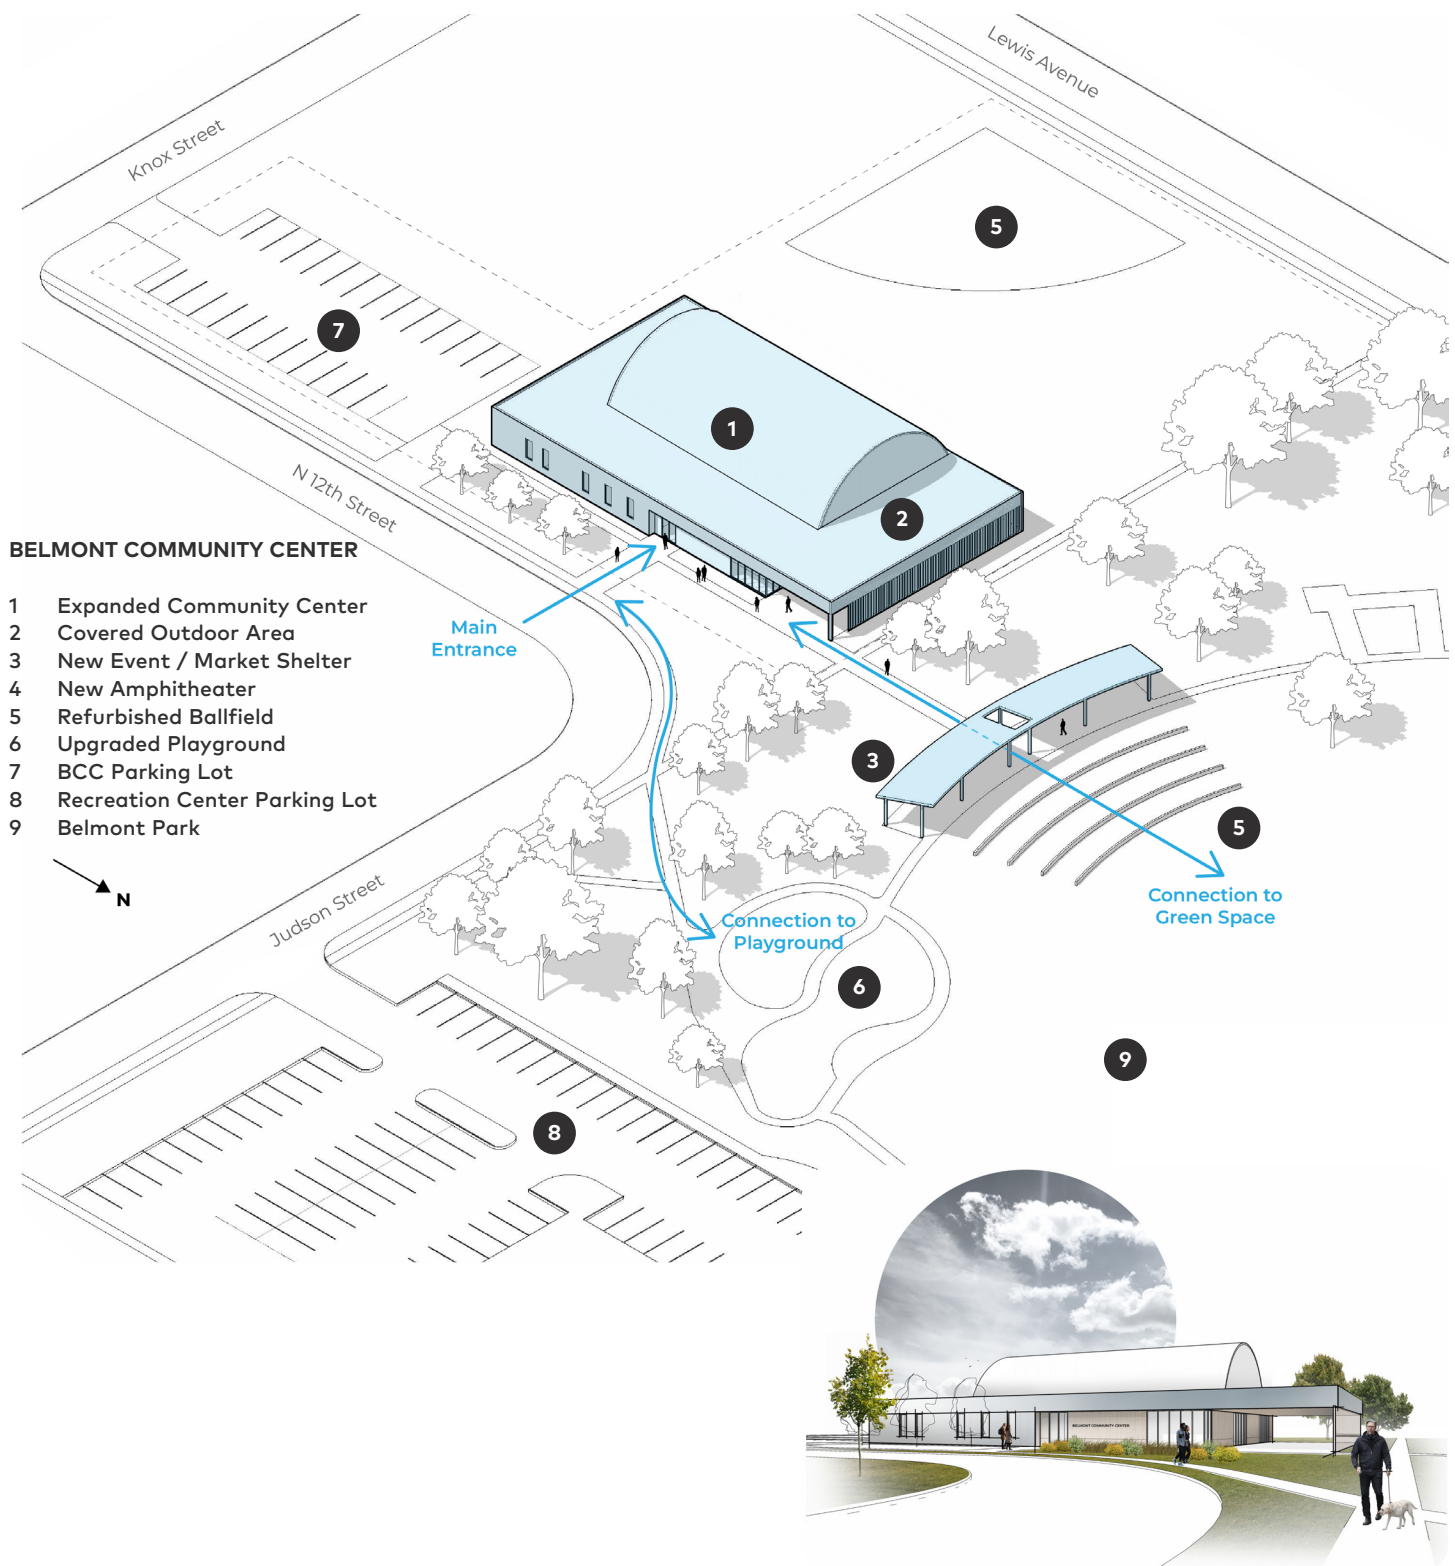 Lewis Avenue
Knox Street
5
7
1
2
N 12th Street
BELMONT COMMUNITY CENTER
1 Expanded Community Center
2 Covered Outdoor Area
3 New Event / Market Shelter
4 New Amphitheater
5 Refurbished Ballfield
6 Upgraded Playground
7 BCC Parking Lot
8 Recreation Center Parking Lot
9 Belmont Park
Main
Entrance
3
5
N
Judson Street
Connection to
Green Space
Connection to
Playground
6
9
8
BELMONT COMMUNITY CENTER